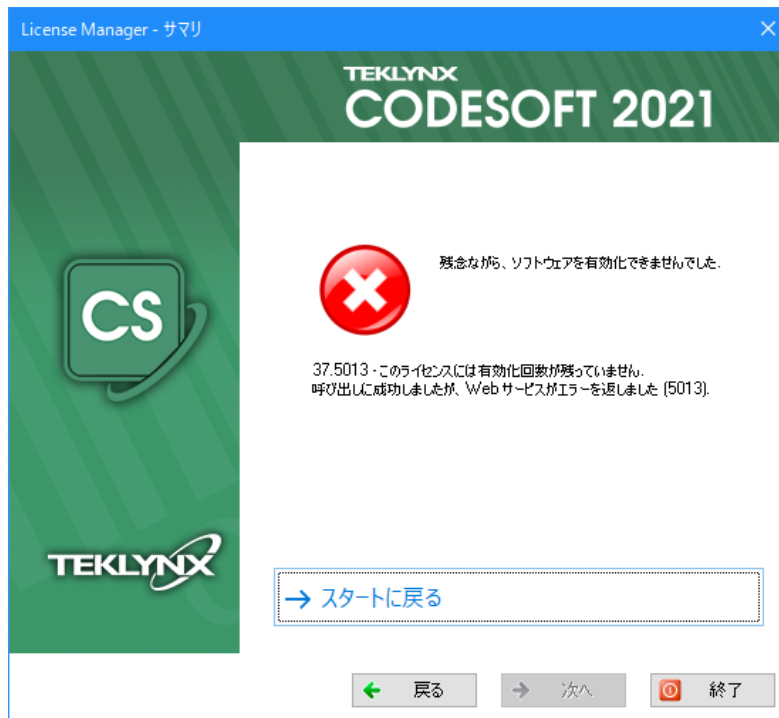 License Manager - サマリ
TEKLYNX
CODESOFT 2021
CS
残念ながら、ソフトウェアを有効化できませんでした.
37.5013 - このライセンスには有効化回数が残っていません.
呼び出しに成功しましたが、Web サービスがエラーを返しました (5013).
TEKLYNX
スタートに戻る
戻る
次へ
終了